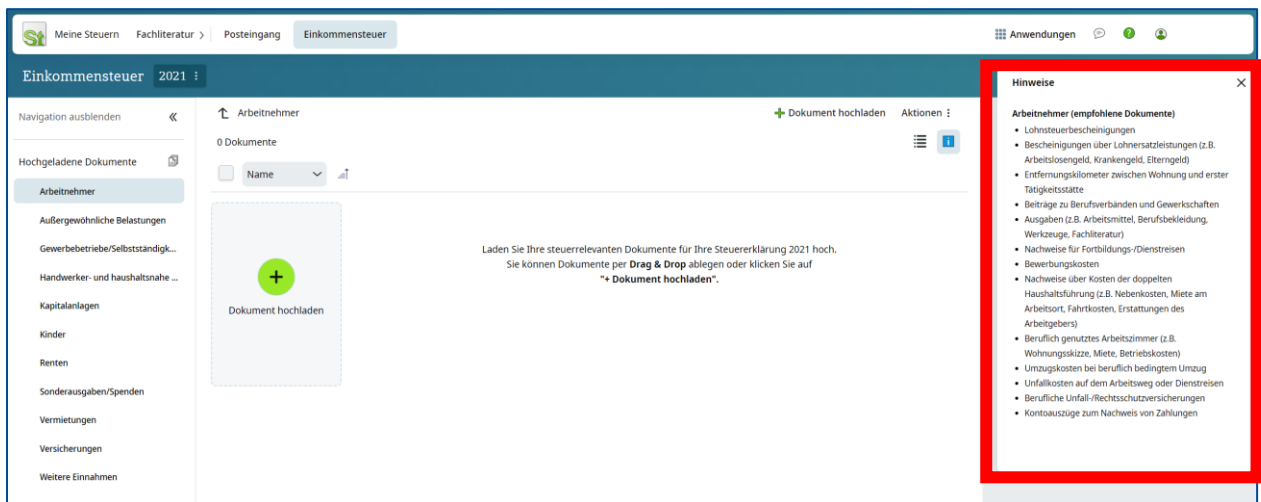 St Meine Steuern Fachliteratur > Posteingang Einkommensteuer Anwendungen ?
Einkommensteuer 2021
Navigation ausblenden «
Hochgeladene Dokumente
Arbeitnehmer
Außergewöhnliche Belastungen
Gewerbebetriebe/Selbstständigk...
Handwerker- und haushaltsnahe ...
Kapitalanlagen
Kinder
Renten
Sonderausgaben/Spenden
Vermietungen
Versicherungen
Weitere Einnahmen
Arbeitnehmer + Dokument hochladen Aktionen
0 Dokumente
Name
Dokument hochladen
Laden Sie Ihre steuerrelevanten Dokumente für Ihre Steuererklärung 2021 hoch.
Sie können Dokumente per Drag & Drop ablegen oder klicken Sie auf
"+ Dokument hochladen".
Hinweise
Arbeitnehmer (empfohlene Dokumente)
• Lohnsteuerbescheinigungen
• Bescheinigungen über Lohnersatzleistungen (z.B.
Arbeitslosengeld, Krankengeld, Elterngeld)
• Entfernungskilometer zwischen Wohnung und erster
Tätigkeitsstätte
• Beiträge zu Berufsverbänden und Gewerkschaften
• Ausgaben (z.B. Arbeitsmittel, Berufsbekleidung,
Werkzeuge, Fachliteratur)
• Nachweise für Fortbildungs-/Dienstreisen
• Bewerbungskosten
• Nachweise über Kosten der doppelten
Haushaltsführung (z.B. Nebenkosten, Miete am
Arbeitsort, Fahrtkosten, Erstattungen des
Arbeitgebers)
• Beruflich genutztes Arbeitszimmer (z.B.
Wohnungsskizze, Miete, Betriebskosten)
• Umzugskosten bei beruflich bedingtem Umzug
• Unfallkosten auf dem Arbeitsweg oder Dienstreisen
• Berufliche Unfall-/Rechtsschutzversicherungen
• Kontoauszüge zum Nachweis von Zahlungen